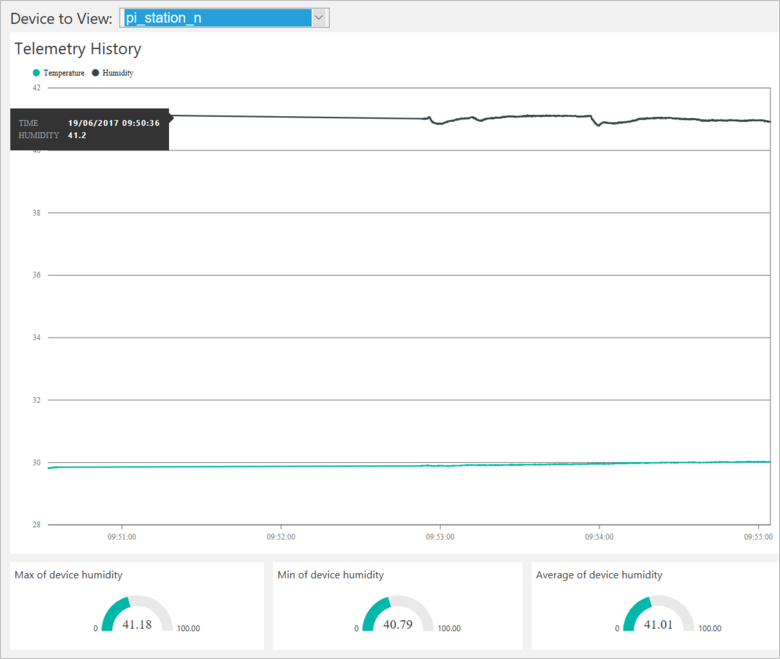 Device to View: pi_station_n
Telemetry History
Temperature Humidity
42
TIME 19/06/2017 09:50:36
HUMIDITY 41.2
40
38
36
34
32
30
28
09:51:00 09:52:00 09:53:00 09:54:00 09:55:00
Max of device humidity Min of device humidity Average of device humidity
0 41.18 100.00 0 40.79 100.00 0 41.01 100.00